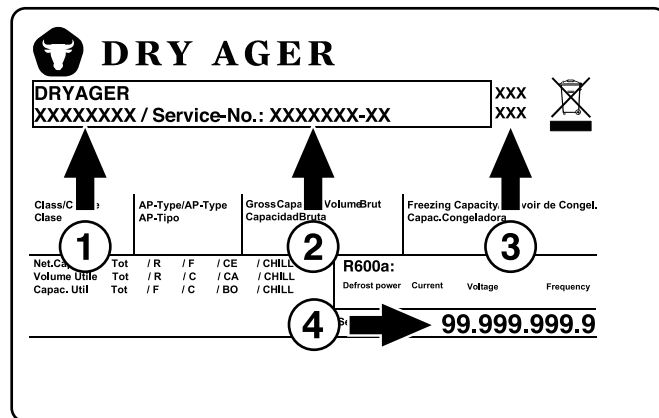 DRY AGER
DRYAGER
XXXXXXXX / Service-No.: XXXXXXX-XX
XXX
XXX
Class/C
Clase
AP-Type/AP-Type
AP-Tipo
Gross Capa VolumeBrut
CapacidadBruta
Freezing Capacity/ voir de Congel.
Capac.Congeladora
1
2
3
Net.Ca Tot / R / F / CE / CHILL
Volume Utile Tot / R / C / CA / CHILL
Capac. Util Tot / F / C / BO / CHILL
R600a:
Defrost power Current Voltage Frequency
4
99.999.999.9